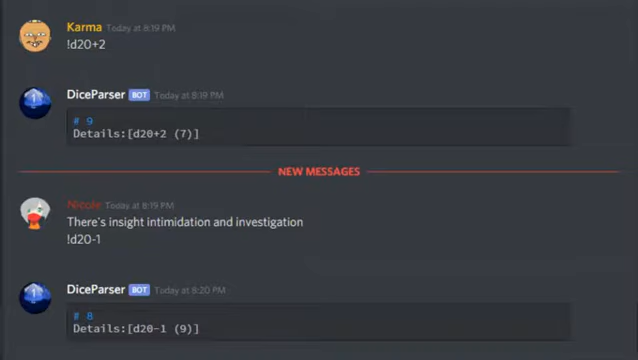 Karma Today at 8:19 PM
!d20+2
DiceParser BOT Today at 8:19 PM
# 9
Details:[d20+2 (7)]
NEW MESSAGES
Nicole Today at 8:19 PM
There's insight intimidation and investigation
!d20-1
DiceParser BOT Today at 8:20 PM
# 8
Details:[d20-1 (9)]